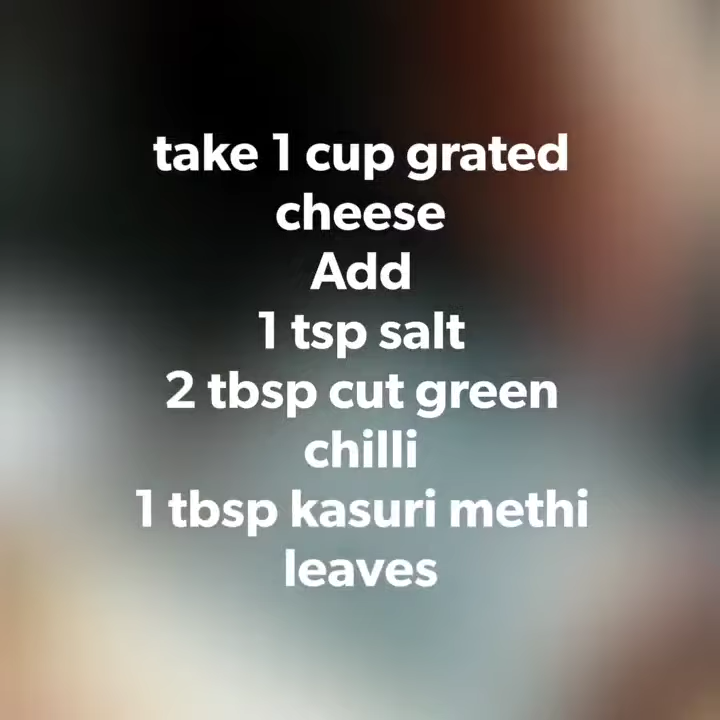 take 1 cup grated
cheese
Add
1 tsp salt
2 tbsp cut green
chilli
1 tbsp kasuri methi
leaves